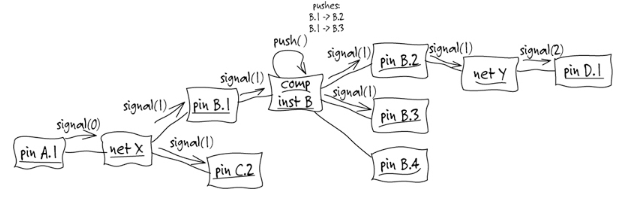 pushes:
B.1 -> B.2
B.1 -> B.3
push()
signal(1)
signal(1)
signal(2)
pin B.2
net Y
pin D.1
signal(1)
comp
inst B
signal(1)
pin B.1
signal(1)
pin B.3
signal(0)
signal(1)
pin A.1
net X
pin C.2
pin B.4